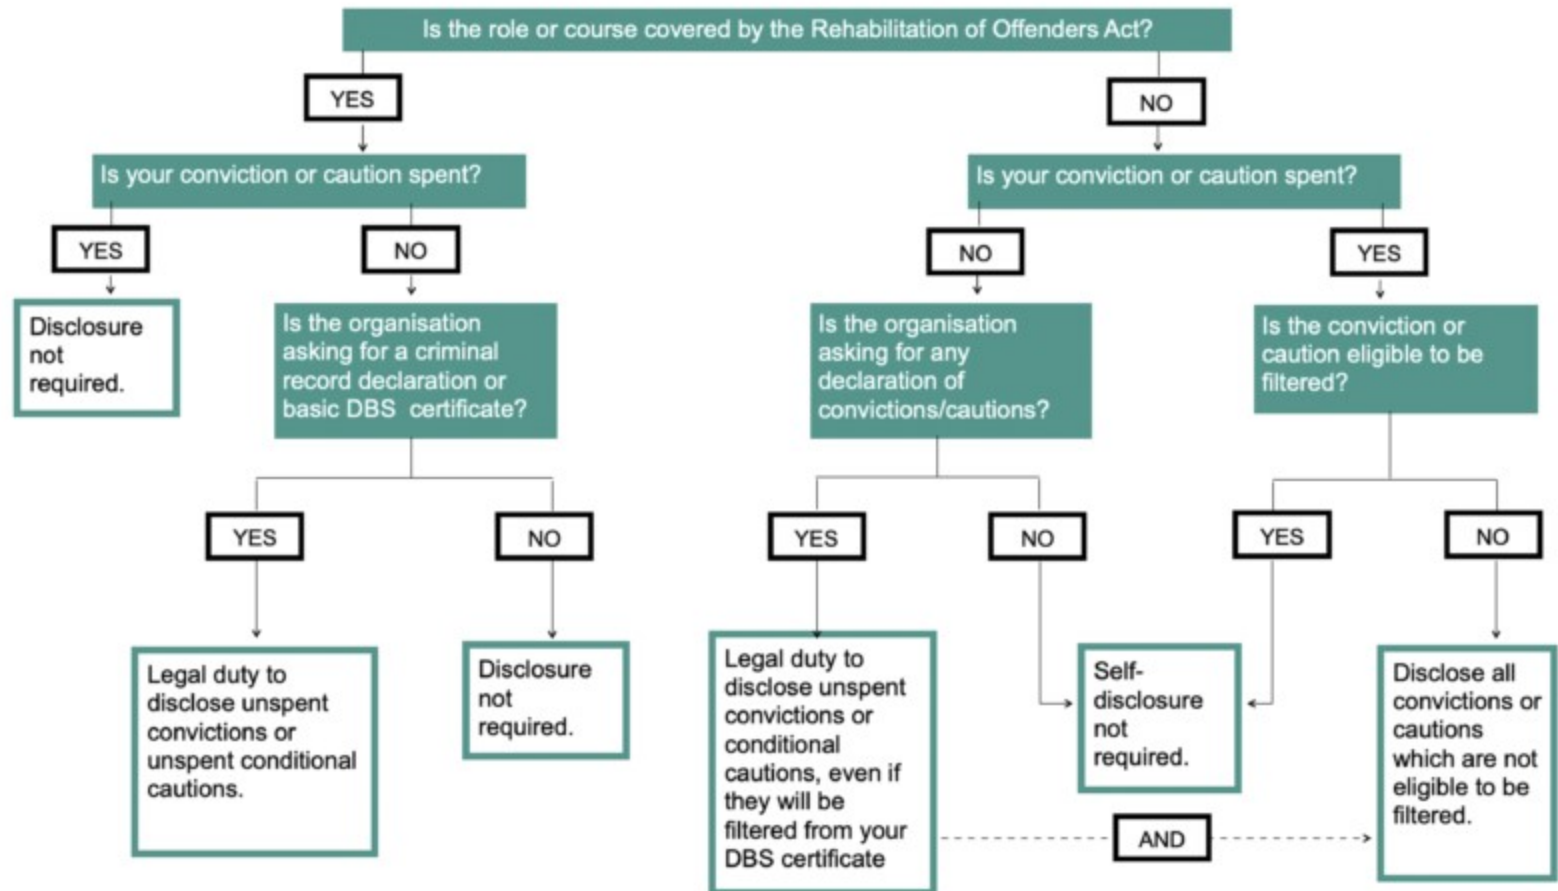 Is the role or course covered by the Rehabilitation of Offenders Act?
YES
NO
Is your conviction or caution spent?
Is your conviction or caution spent?
YES
NO
NO
YES
Disclosure
not
required.
Is the organisation
asking for a criminal
record declaration or
basic DBS certificate?
Is the organisation
asking for any
declaration of
convictions/cautions?
Is the conviction or
caution eligible to be
filtered?
YES
NO
YES
NO
YES
NO
Legal duty to
disclose unspent
convictions or
unspent conditional
cautions.
Disclosure
not
required.
Legal duty to
disclose unspent
convictions or
conditional
cautions, even if
they will be
filtered from your
DBS certificate
Self-
disclosure
not
required.
Disclose all
convictions or
cautions
which are not
eligible to be
filtered.
AND